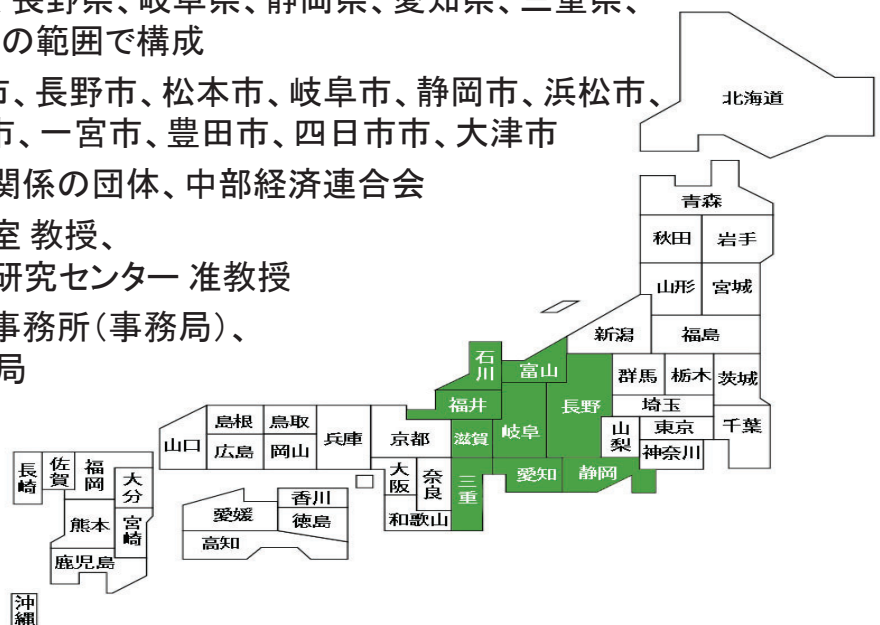 長野県、岐阜県、静岡県、愛知県、三重県、
の範囲で構成
市、長野市、松本市、岐阜市、静岡市、浜松市、
市、一宮市、豊田市、四日市市、大津市
関係の団体、中部経済連合会
室 教授、
研究センター 准教授
事務所（事務局）、
局
北海道
青森
秋田
岩手
山形
宮城
新潟
福島
石川
富山
群馬
栃木
茨城
福井
長野
埼玉
島根
鳥取
兵庫
京都
滋賀
岐阜
山梨
東京
千葉
山口
広島
岡山
神奈川
長崎
佐賀
福岡
大分
大阪
奈良
三重
愛知
静岡
香川
熊本
宮崎
愛媛
徳島
和歌山
高知
鹿児島
沖縄